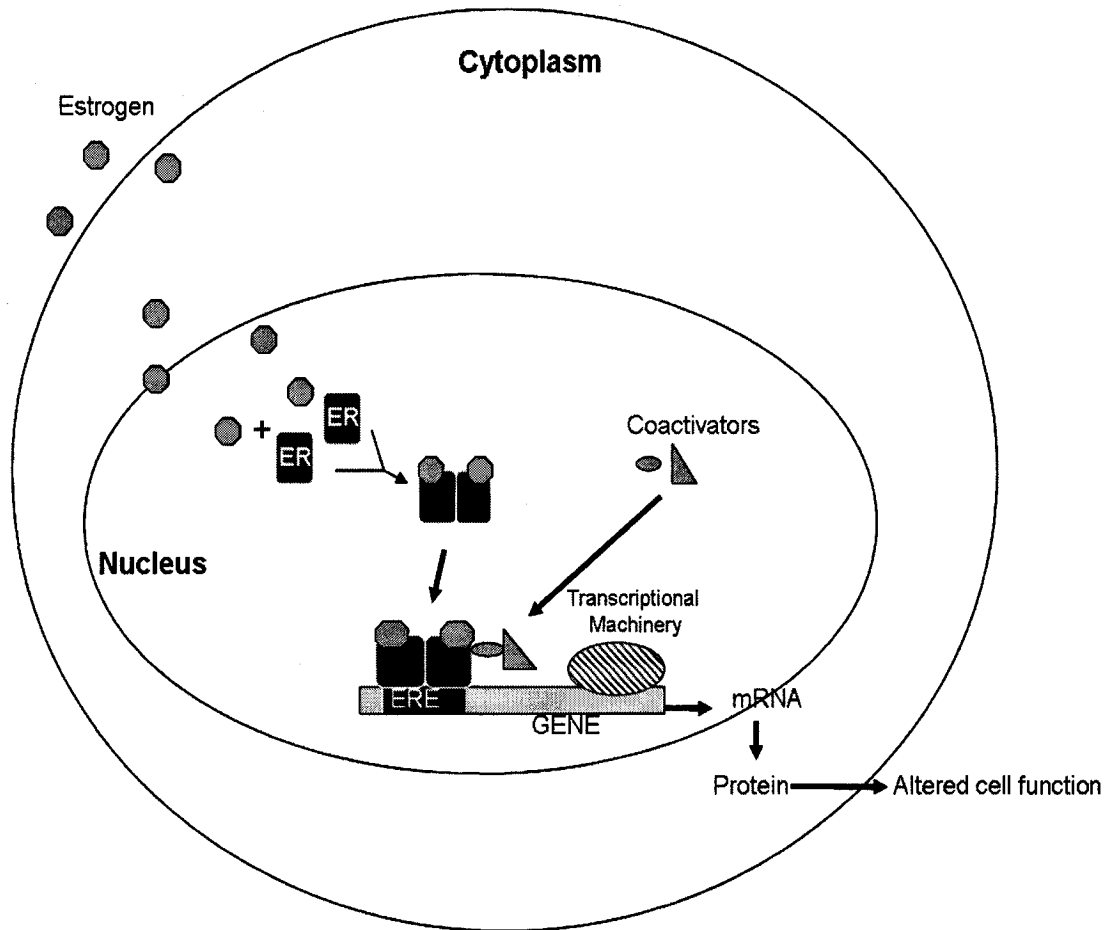 Cytoplasm
Estrogen
ER
+
ER
Coactivators
Nucleus
Transcriptional
Machinery
ERE
GENE
mRNA
Protein
Altered cell function